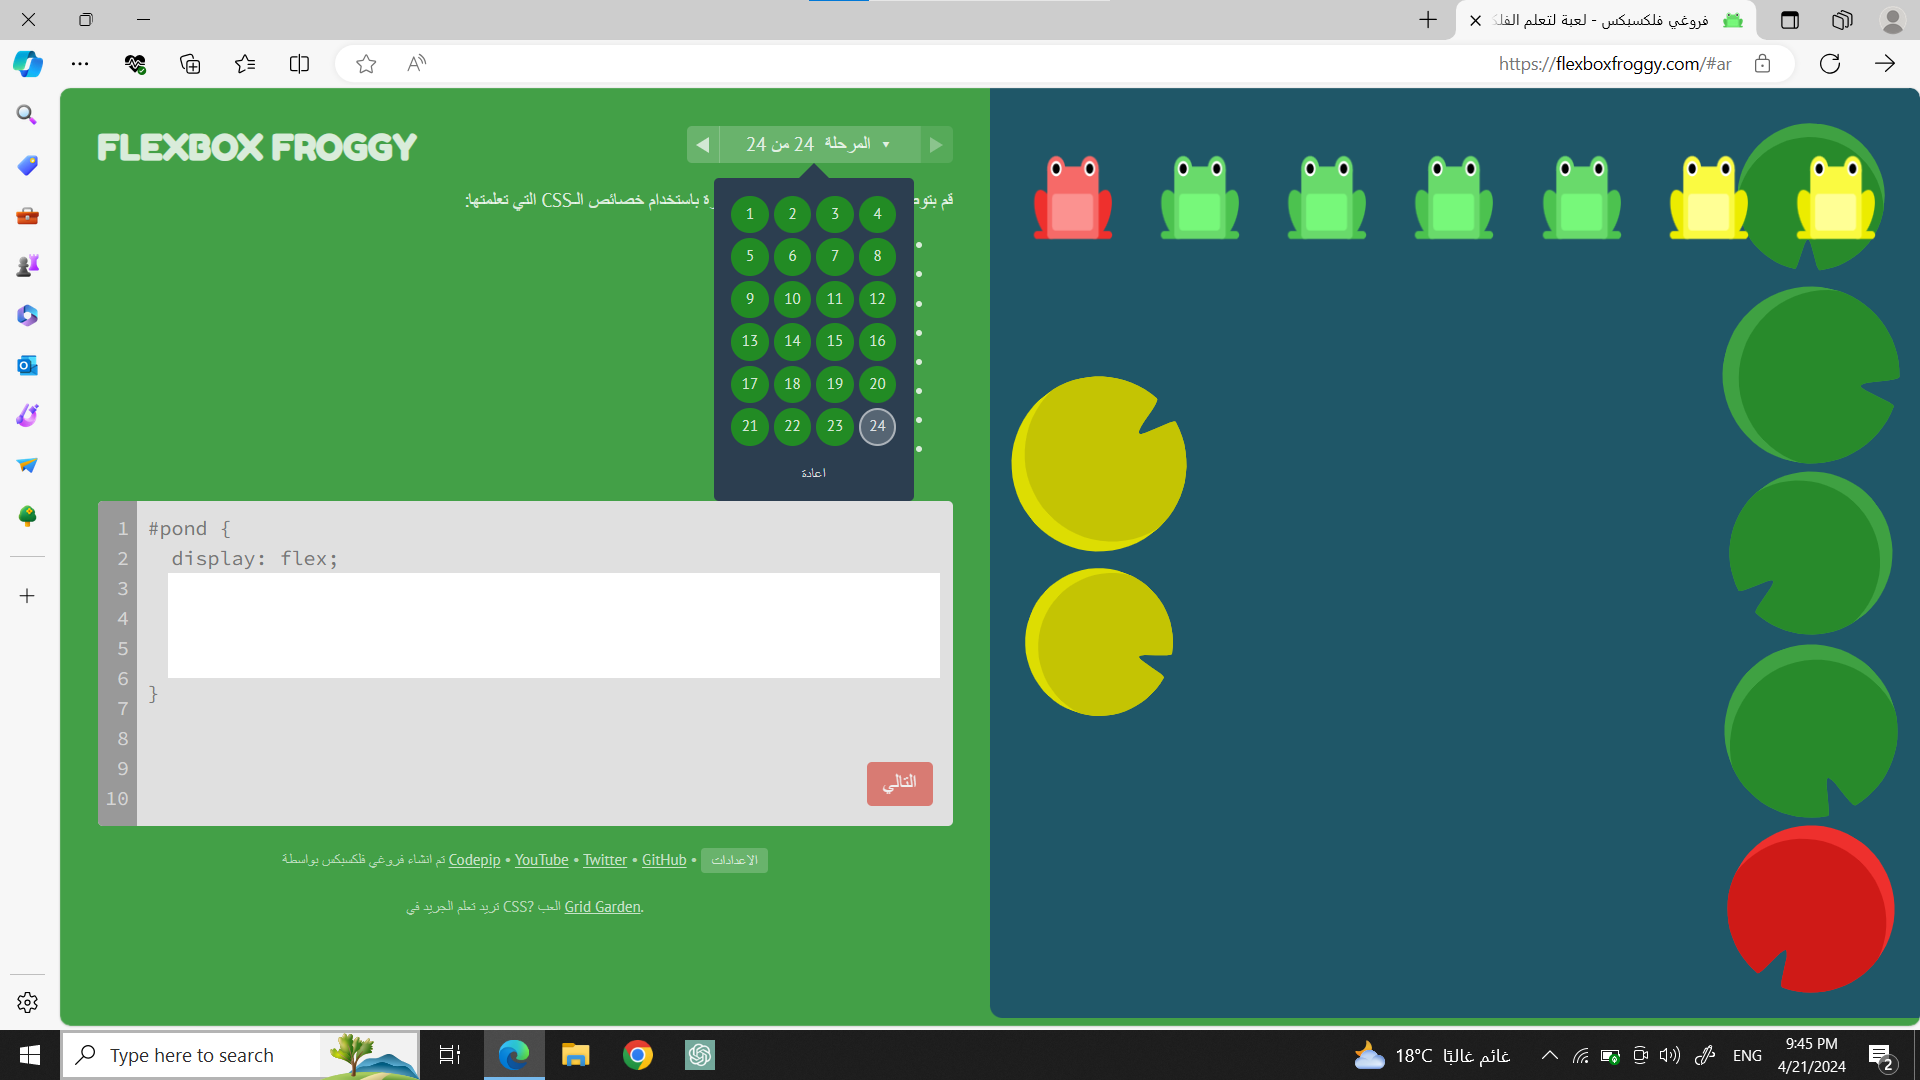 فروغي فلكسبكس - لعبة لتعلم الفلك
https://flexboxfroggy.com/#ar
FLEXBOX FROGGY
المرحلة 24 من 24
قم بتو
ة باستخدام خصائص الـCSS التي تعلمتها:
1 2 3 4
5 6 7 8
9 10 11 12
13 14 15 16
17 18 19 20
21 22 23 24
اعادة
1 #pond {
2 display: flex;
3
4
5
6
}
7
8
9
10
التالي
تم انشاء فروغي فلكسبكس بواسطة Codepip • YouTube • Twitter • GitHub • الاعدادات
تريد تعلم الجريد في CSS? العب Grid Garden.
Type here to search
18°C غائم غالبًا
ENG
9:45 PM
4/21/2024
2